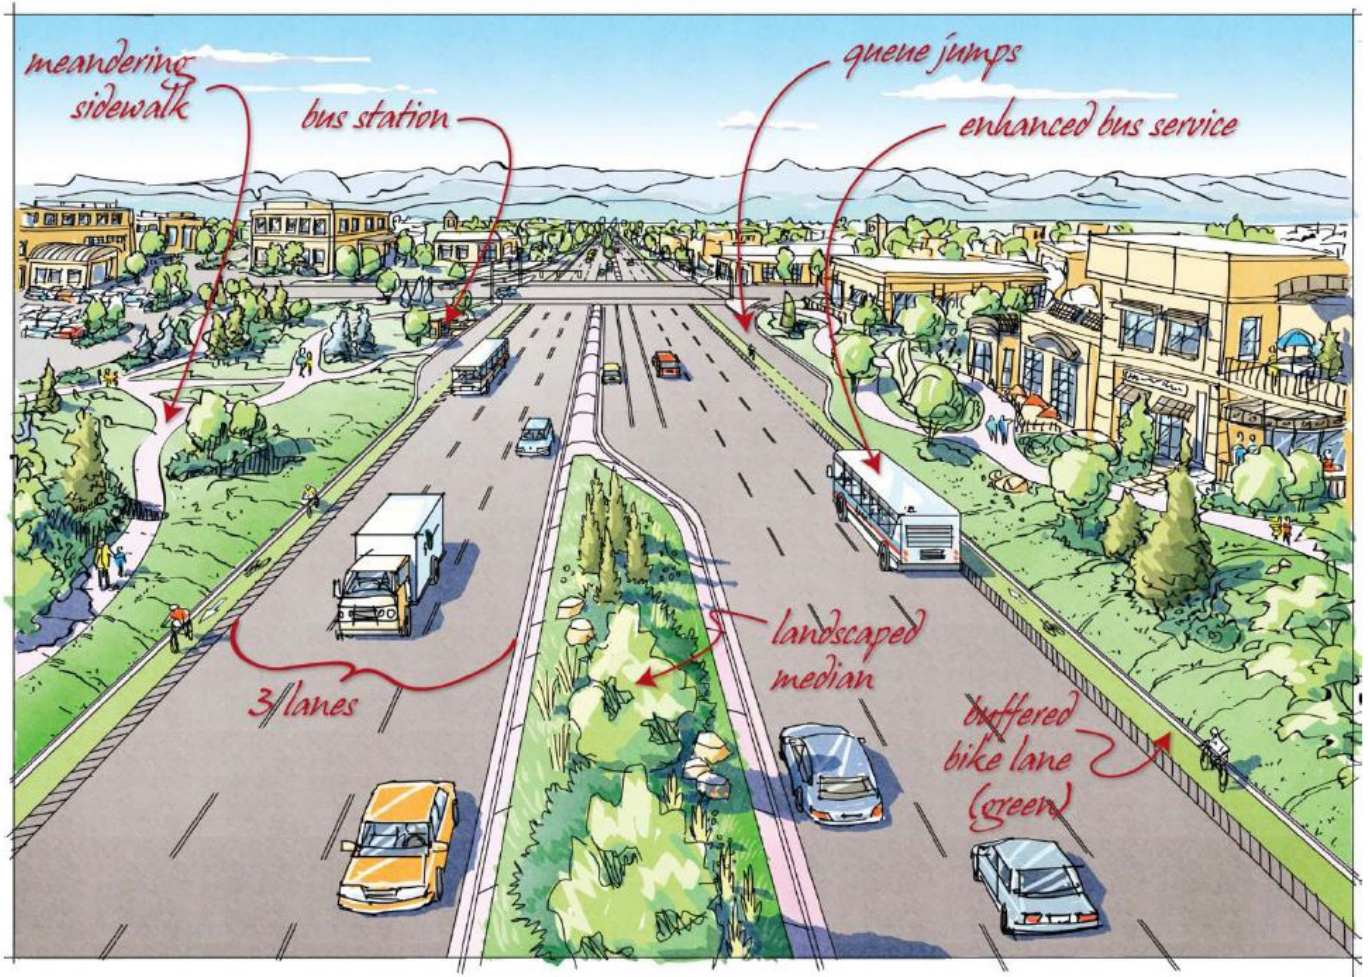 meandering
sidewalk
bus station
queue jumps
enhanced bus service
3 lanes
landscaped
median
buffered
bike lane
(green)